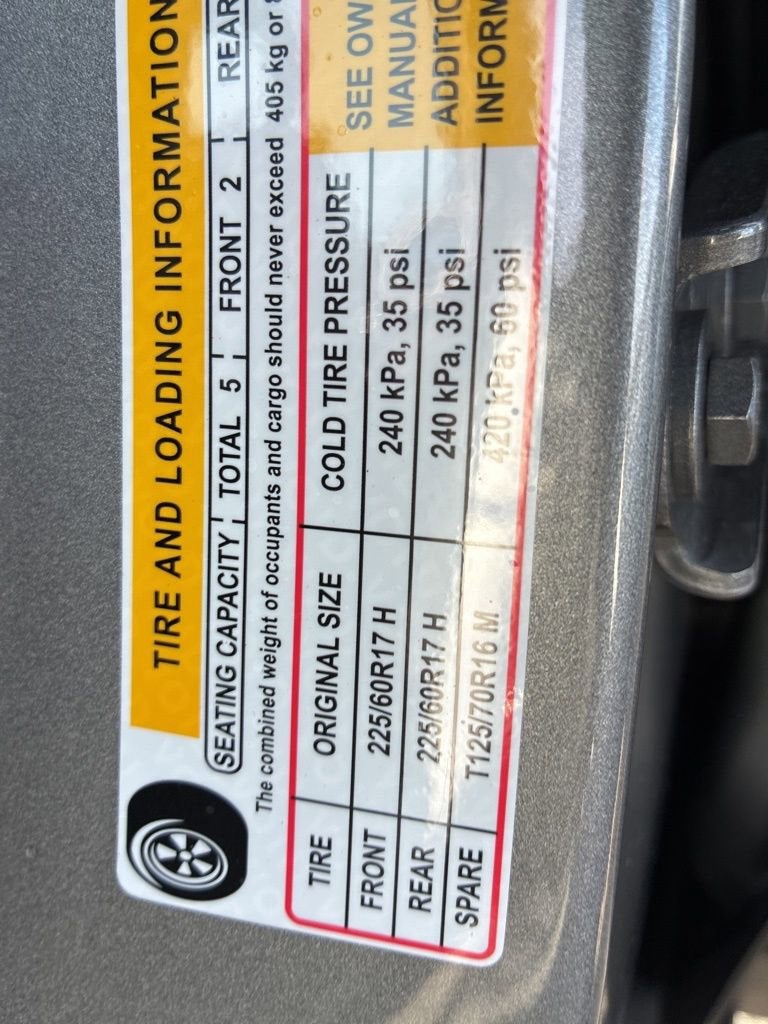 TIRE AND LOADING INFORMATION
SEATING CAPACITY TOTAL 5 FRONT 2 REAR
The combined weight of occupants and cargo should never exceed 405 kg or
TIRE ORIGINAL SIZE COLD TIRE PRESSURE
FRONT 225/60R17 H 240 kPa, 35 psi
REAR 225/60R17 H 240 kPa, 35 psi
SPARE T125/70R16 M 420 kPa, 60 psi
SEE OW
MANUA
ADDITIO
INFORM